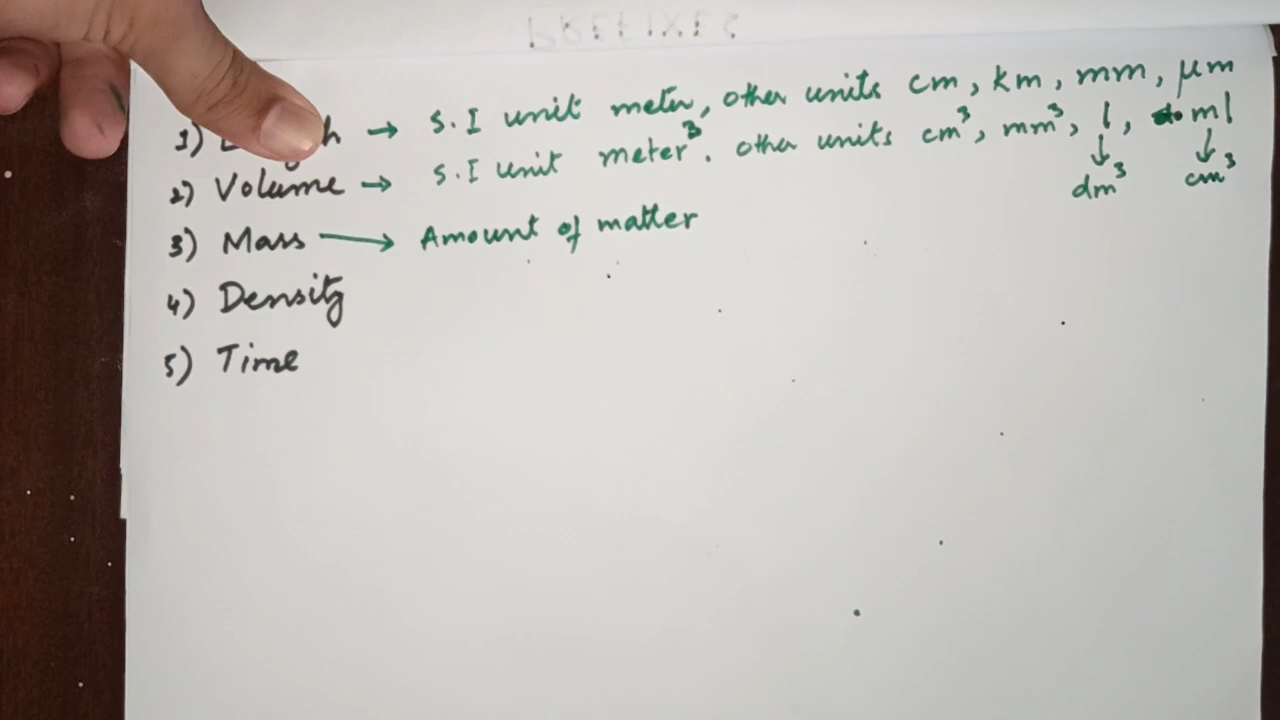 1) → S.I unit meter, other units cm, km, mm, µm
2) Volume → S.I unit meter³. other units cm³, mm³, l, ml
↓ ↓
dm³ cm³
3) Mass → Amount of matter
4) Density
5) Time